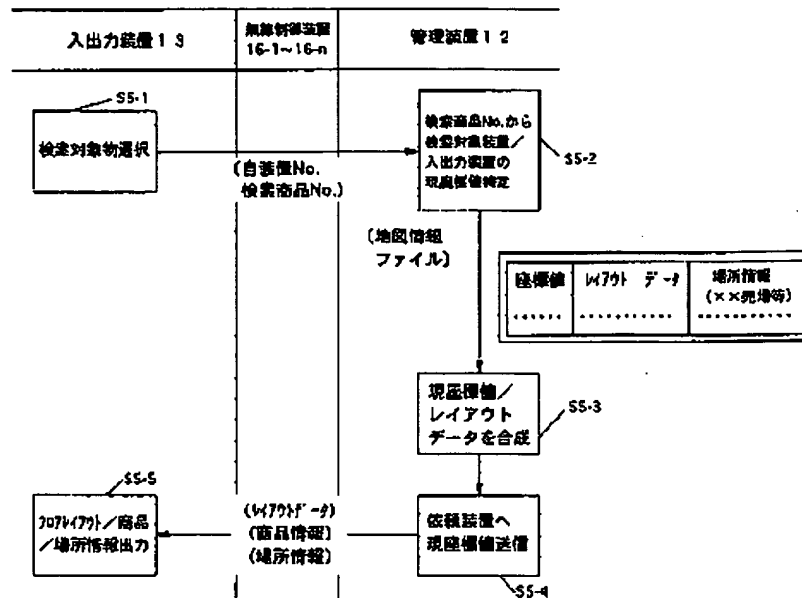 入出力装置13
無線制御装置
16-1~16-n
管理装置12
S5-1
検索対象物選択
(自装置No.
検索商品No.)
検索商品No.から
検索対象装置/
入出力装置の
現座標値特定
S5-2
〔地図情報
ファイル〕
座標値
レイアウト データ
場所情報
(××売場等)
現座標値/
レイアウト
データを合成
S5-3
依頼装置へ
現座標値送信
S5-4
(レイアウトデータ)
(商品情報)
(場所情報)
S5-5
フロアレイアウト/商品
/場所情報出力